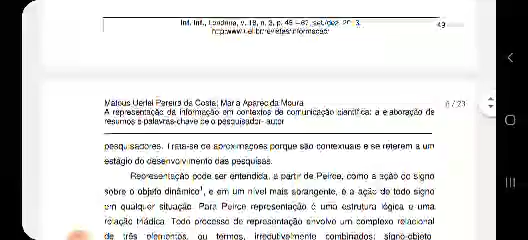 Inf. Inf., Londrina, v. 18, n. 3, p. 45 – 67, set./dez. 2013.
49
http:/www.uel.br/revistas/informacao/
Mateus Uerlei Pereira da Costa; Maria Aparecida Moura
6 / 23
A representação da informação em contextos de comunicação científica: a elaboração de
resumos e palavras-chave pelo pesquisador-autor
pesquisadores. Trata-se de aproximações porque são contextuais e se referem a um
estágio do desenvolvimento das pesquisas.
Representação pode ser entendida, a partir de Peirce, como a ação do signo
sobre o objeto dinâmico¹, e em um nível mais abrangente, é a ação de todo signo
em qualquer situação. Para Peirce representação é uma estrutura lógica e uma
relação triádica. Todo processo de representação envolve um complexo relacional
de três elementos, ou termos, irredutivelmente combinados: signo-objeto